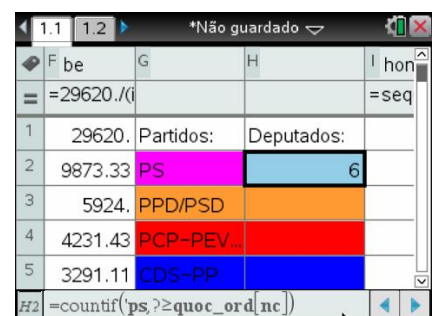 1.1 1.2 *Não guardado
F be G H I hon
= =29620./(i =seq
1 29620. Partidos: Deputados:
2 9873.33 PS 6
3 5924. PPD/PSD
4 4231.43 PCP-PEV...
5 3291.11 CDS-PP
H2 =countif('ps,?≥quoc_ord[nc])